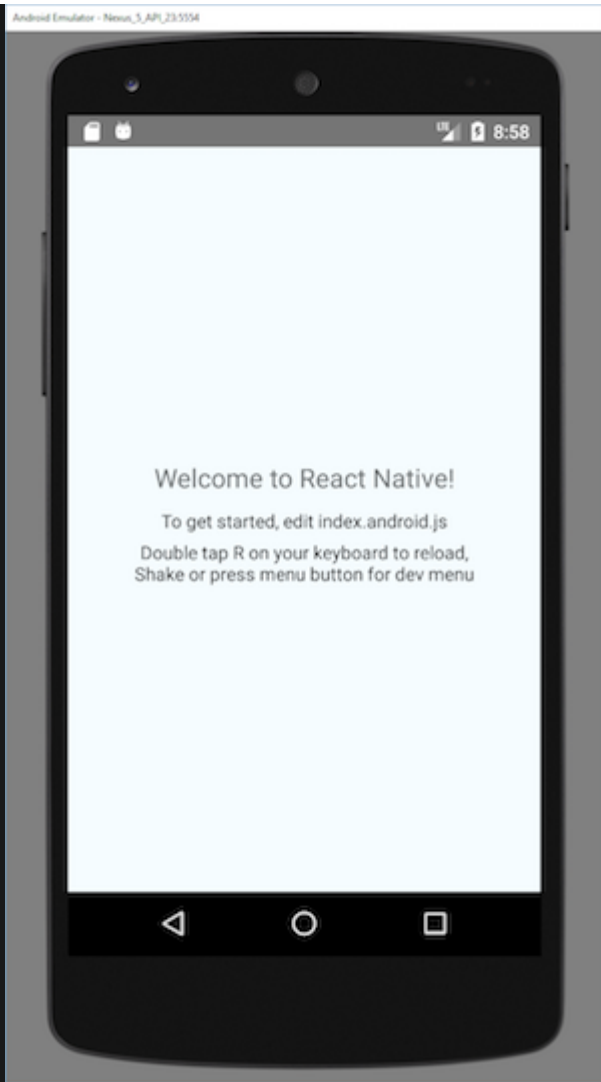 Android Emulator - Nexus_5_API_23:5554
LTE 8:58
Welcome to React Native!
To get started, edit index.android.js
Double tap R on your keyboard to reload,
Shake or press menu button for dev menu